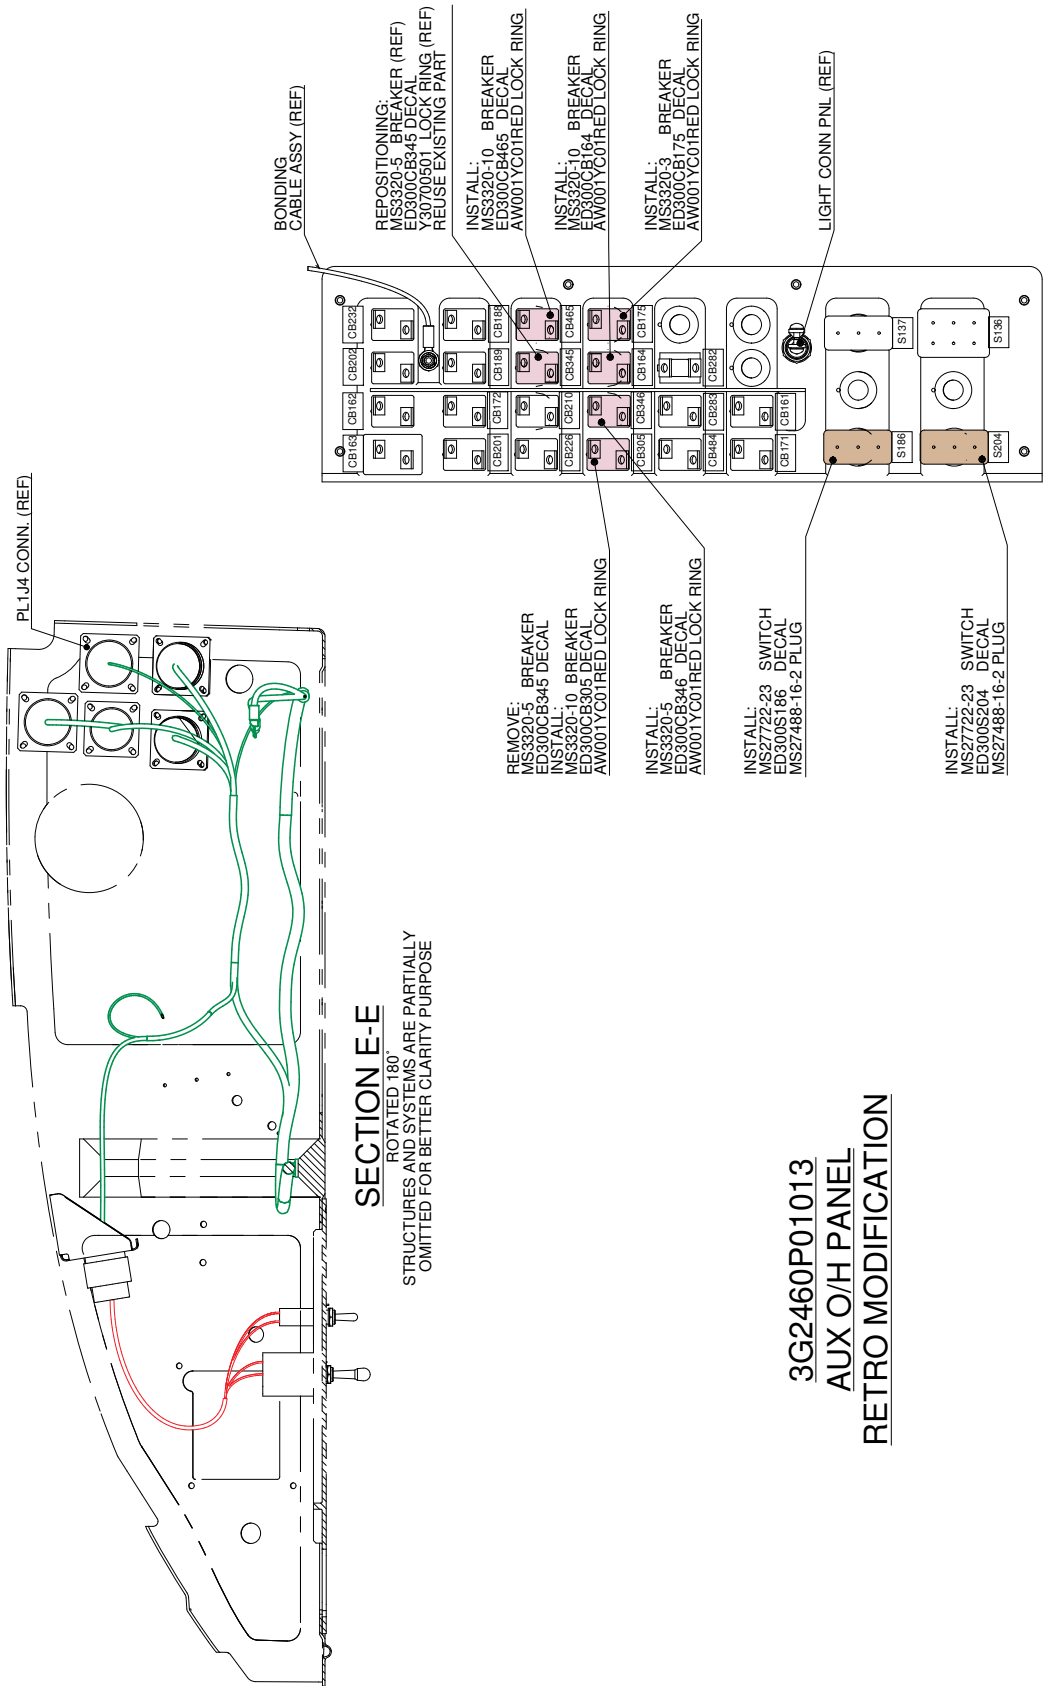 PL1J4 CONN. (REF)
SECTION E-E
ROTATED 180°
STRUCTURES AND SYSTEMS ARE PARTIALLY
OMITTED FOR BETTER CLARITY PURPOSE
BONDING
CABLE ASSY (REF)
REPOSITIONING:
MS3320-5 BREAKER (REF)
ED300CB345 DECAL
Y30700501 LOCK RING (REF)
REUSE EXISTING PART
INSTALL:
MS3320-10 BREAKER
ED300CB465 DECAL
AW001YC01RED LOCK RING
INSTALL:
MS3320-10 BREAKER
ED300CB164 DECAL
AW001YC01RED LOCK RING
INSTALL:
MS3320-3 BREAKER
ED300CB175 DECAL
AW001YC01RED LOCK RING
LIGHT CONN PNL (REF)
CB232
CB202
CB162
CB163
CB188
CB189
CB172
CB201
CB465
CB345
CB210
CB226
CB175
CB164
CB346
CB305
CB282
CB283
CB484
CB161
CB171
S137
S186
S136
S204
REMOVE:
MS3320-5 BREAKER
ED300CB345 DECAL
INSTALL:
MS3320-10 BREAKER
ED300CB305 DECAL
AW001YC01RED LOCK RING
INSTALL:
MS3320-5 BREAKER
ED300CB346 DECAL
AW001YC01RED LOCK RING
INSTALL:
MS27722-23 SWITCH
ED300S186 DECAL
MS27488-16-2 PLUG
INSTALL:
MS27722-23 SWITCH
ED300S204 DECAL
MS27488-16-2 PLUG
3G2460P01013
AUX O/H PANEL
RETRO MODIFICATION